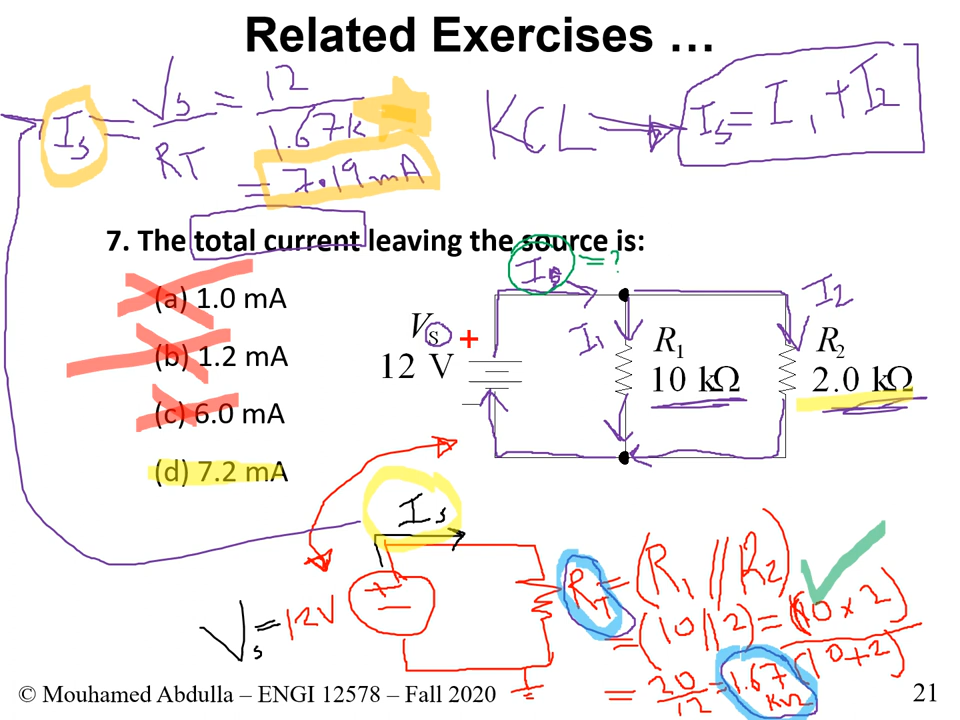 Related Exercises …
Is = Vs/RT = 12/1.67k
= 7.19mA
KCL → Is = I1 + I2
7. The total current leaving the source is:
(a) 1.0 mA
(b) 1.2 mA
(c) 6.0 mA
(d) 7.2 mA
Is = ?
I1
I2
VS +
12 V
R1
10 kΩ
R2
2.0 kΩ
Is
Vs = 12V
+
−
RT = (R1 // R2)
= (10 || 2) = (10 × 2)/(10+2)
= 20/12 = 1.67 kΩ
© Mouhamed Abdulla – ENGI 12578 – Fall 2020
21